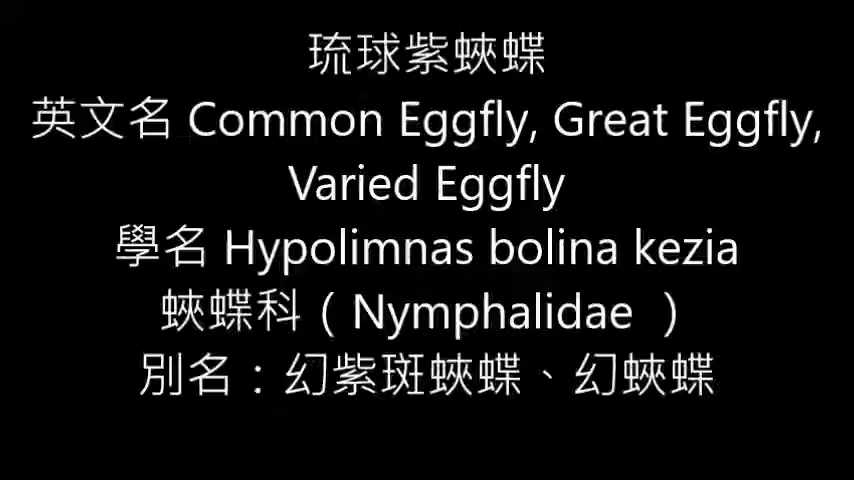 琉球紫蛺蝶
英文名 Common Eggfly, Great Eggfly,
Varied Eggfly
學名 Hypolimnas bolina kezia
蛺蝶科（Nymphalidae ）
別名：幻紫斑蛺蝶、幻蛺蝶